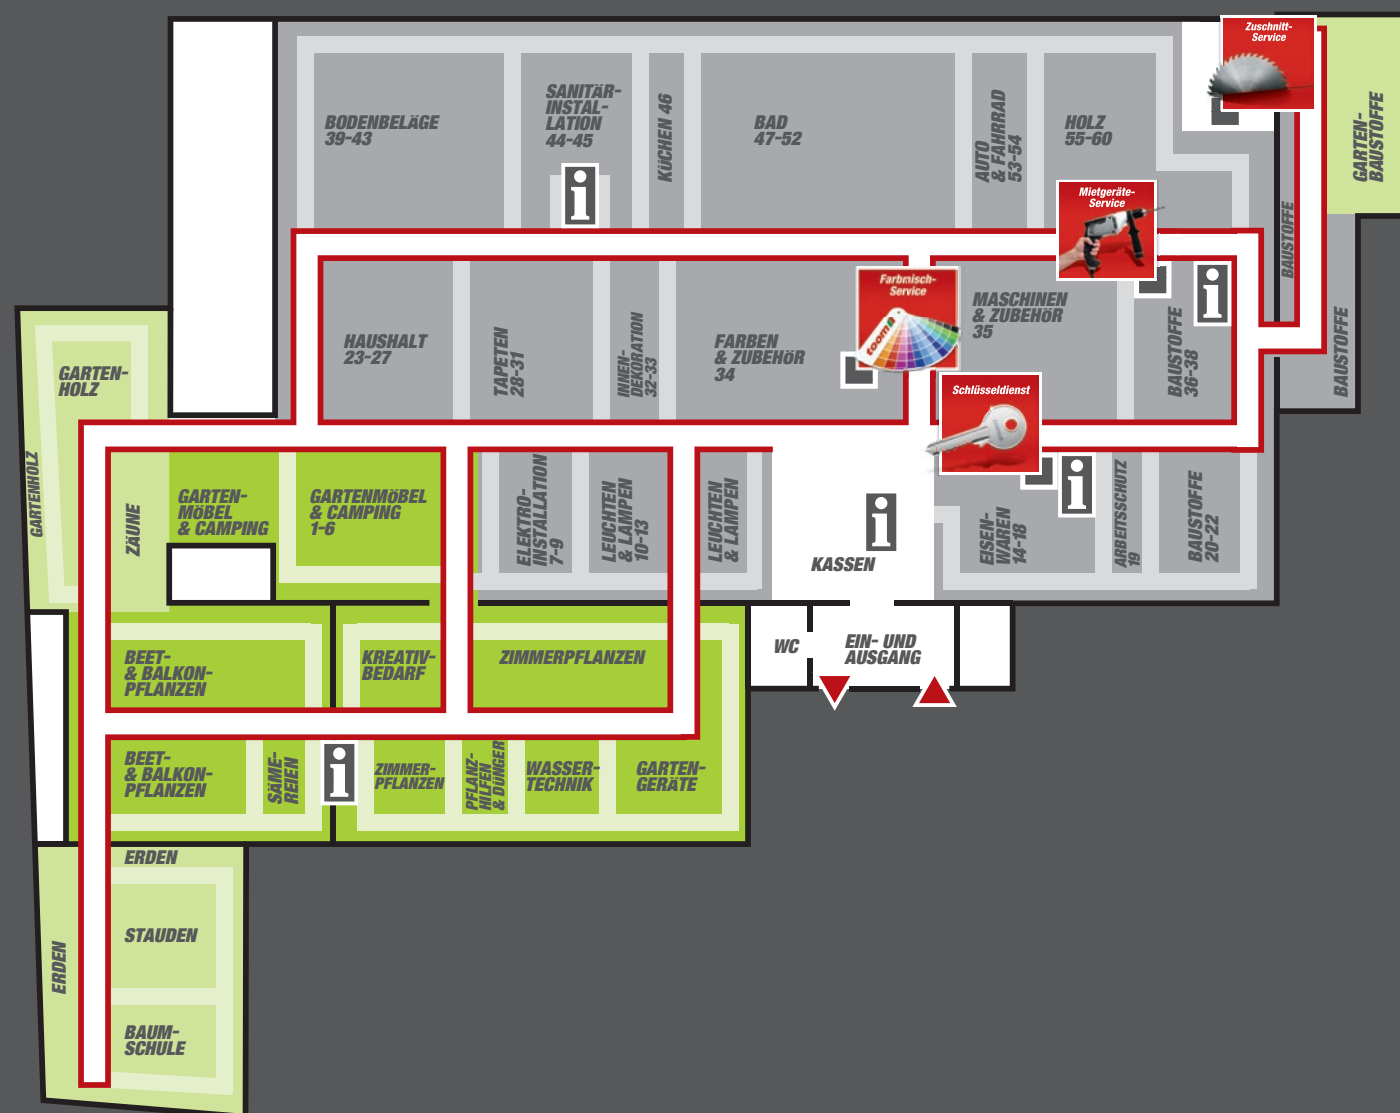 Zuschnitt-
Service
GARTEN-
BAUSTOFFE
BODENBELÄGE
39-43
SANITÄR-
INSTAL-
LATION
44-45
KÜCHEN 46
BAD
47-52
AUTO
& FAHRRAD
53-54
HOLZ
55-60
Mietgeräte-
Service
BAUSTOFFE
HAUSHALT
23-27
TAPETEN
28-31
INNEN-
DEKORATION
32-33
FARBEN
& ZUBEHÖR
34
Farbmisch-
Service
toom
MASCHINEN
& ZUBEHÖR
35
BAUSTOFFE
36-38
BAUSTOFFE
Schlüsseldienst
GARTEN-
HOLZ
GARTENHOLZ
ZÄUNE
GARTEN-
MÖBEL
& CAMPING
GARTENMÖBEL
& CAMPING
1-6
ELEKTRO-
INSTALLATION
7-9
LEUCHTEN
& LAMPEN
10-13
LEUCHTEN
& LAMPEN
i
i
i
i
KASSEN
EISEN-
WAREN
14-18
ARBEITSSCHUTZ
19
BAUSTOFFE
20-22
BEET-
& BALKON-
PFLANZEN
KREATIV-
BEDARF
ZIMMERPFLANZEN
WC
EIN- UND
AUSGANG
BEET-
& BALKON-
PFLANZEN
SÄME-
REIEN
i
ZIMMER-
PFLANZEN
PFLANZ-
HILFEN
& DÜNGER
WASSER-
TECHNIK
GARTEN-
GERÄTE
ERDEN
ERDEN
STAUDEN
BAUM-
SCHULE